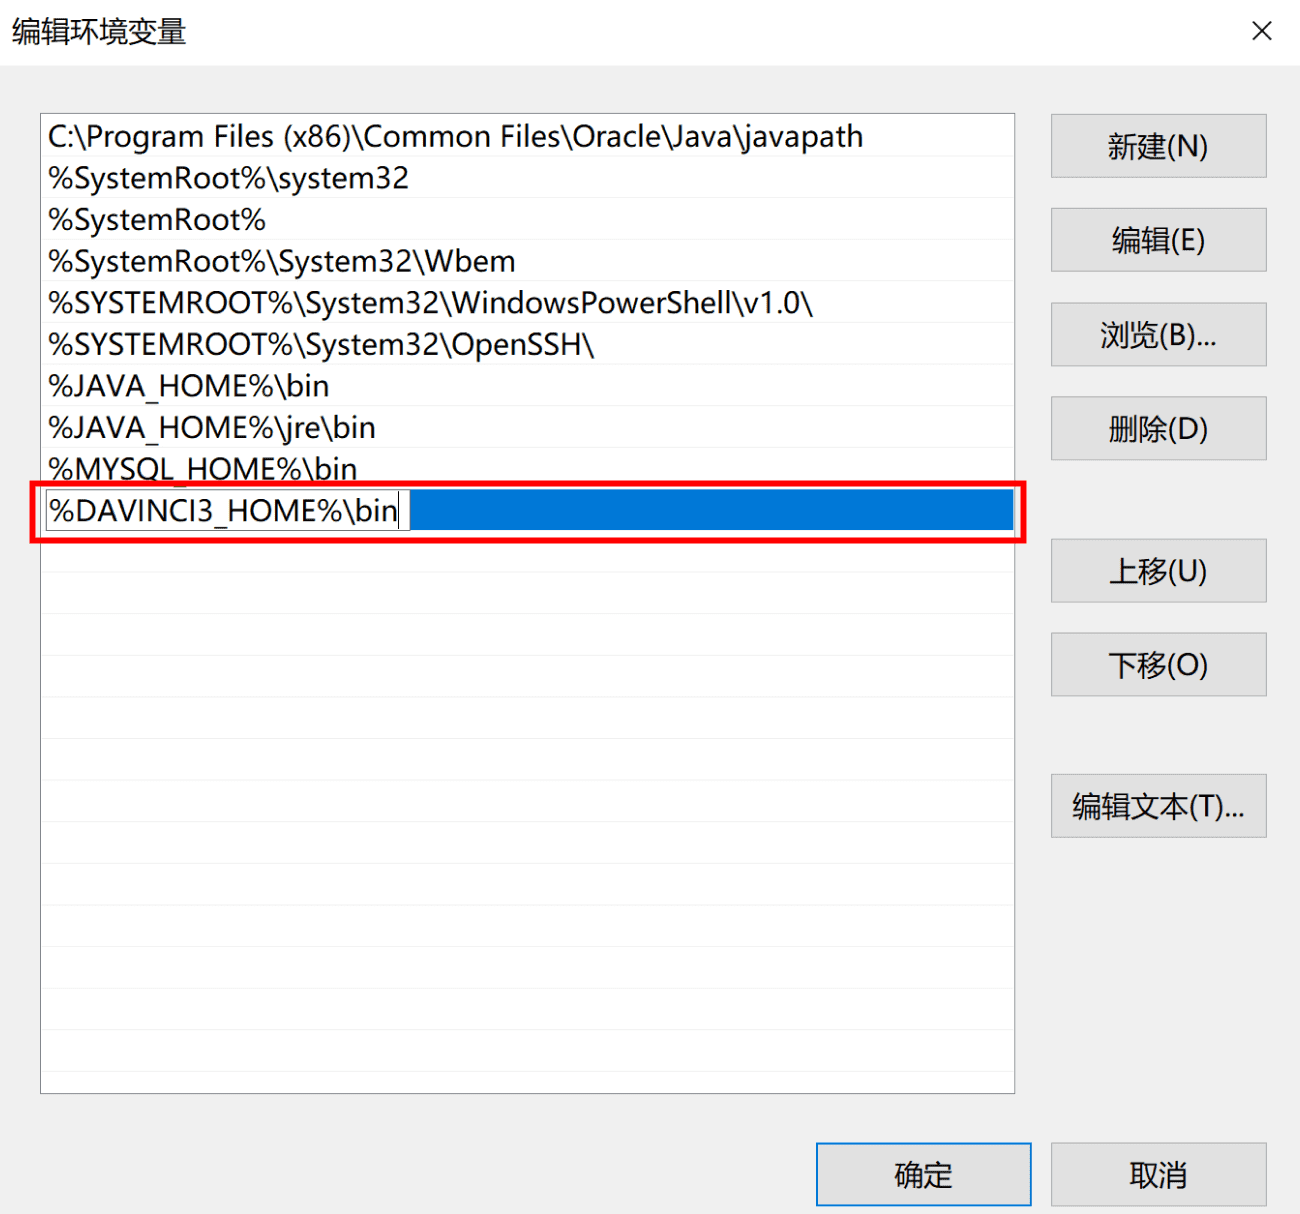 编辑环境变量
C:\Program Files (x86)\Common Files\Oracle\Java\javapath
%SystemRoot%\system32
%SystemRoot%
%SystemRoot%\System32\Wbem
%SYSTEMROOT%\System32\WindowsPowerShell\v1.0\
%SYSTEMROOT%\System32\OpenSSH\
%JAVA_HOME%\bin
%JAVA_HOME%\jre\bin
%MYSQL_HOME%\bin
%DAVINCI3_HOME%\bin
新建(N)
编辑(E)
浏览(B)...
删除(D)
上移(U)
下移(O)
编辑文本(T)...
确定
取消